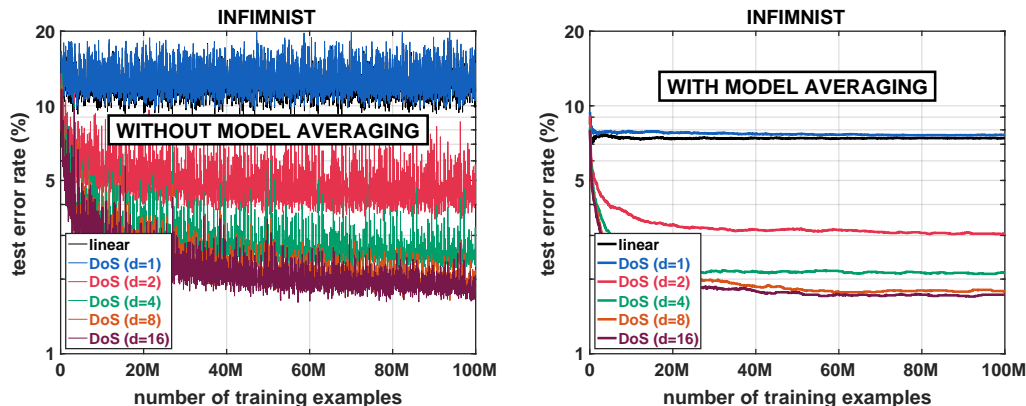 INFIMNIST
20
10
5
1
test error rate (%)
WITHOUT MODEL AVERAGING
linear
DoS (d=1)
DoS (d=2)
DoS (d=4)
DoS (d=8)
DoS (d=16)
0 20M 40M 60M 80M 100M
number of training examples
INFIMNIST
20
10
5
1
test error rate (%)
WITH MODEL AVERAGING
linear
DoS (d=1)
DoS (d=2)
DoS (d=4)
DoS (d=8)
DoS (d=16)
0 20M 40M 60M 80M 100M
number of training examples